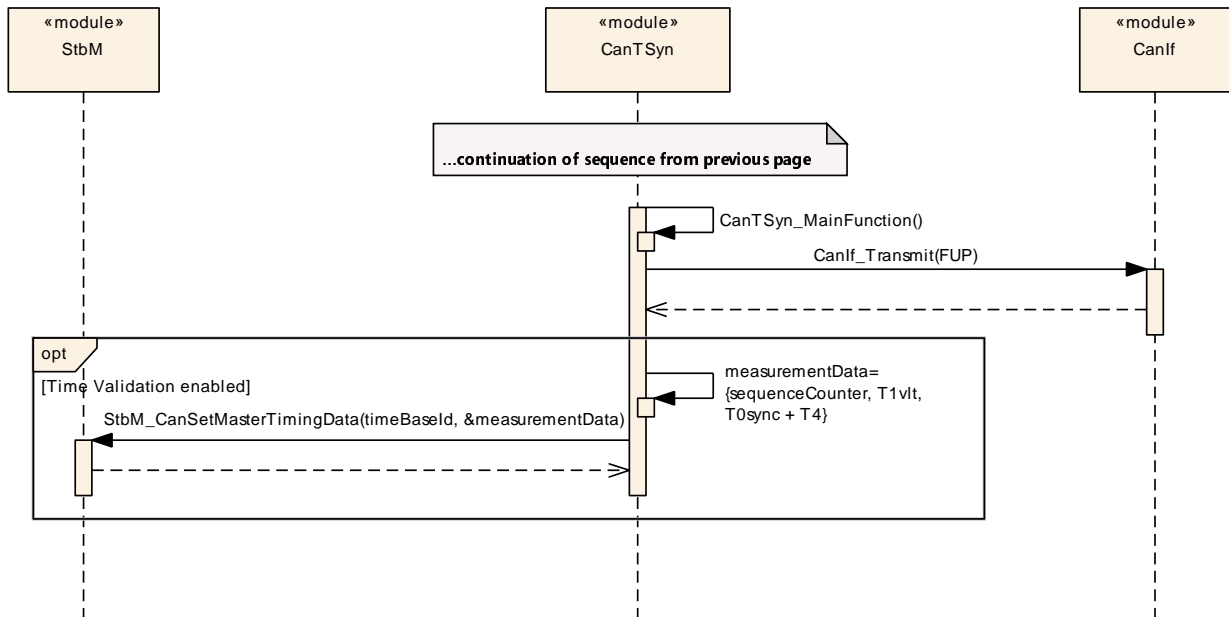 «module»
StbM
«module»
CanTSyn
«module»
CanIf
...continuation of sequence from previous page
CanTSyn_MainFunction()
CanIf_Transmit(FUP)
opt
[Time Validation enabled]
measurementData=
{sequenceCounter, T1vlt,
T0sync + T4}
StbM_CanSetMasterTimingData(timeBaseId, &measurementData)